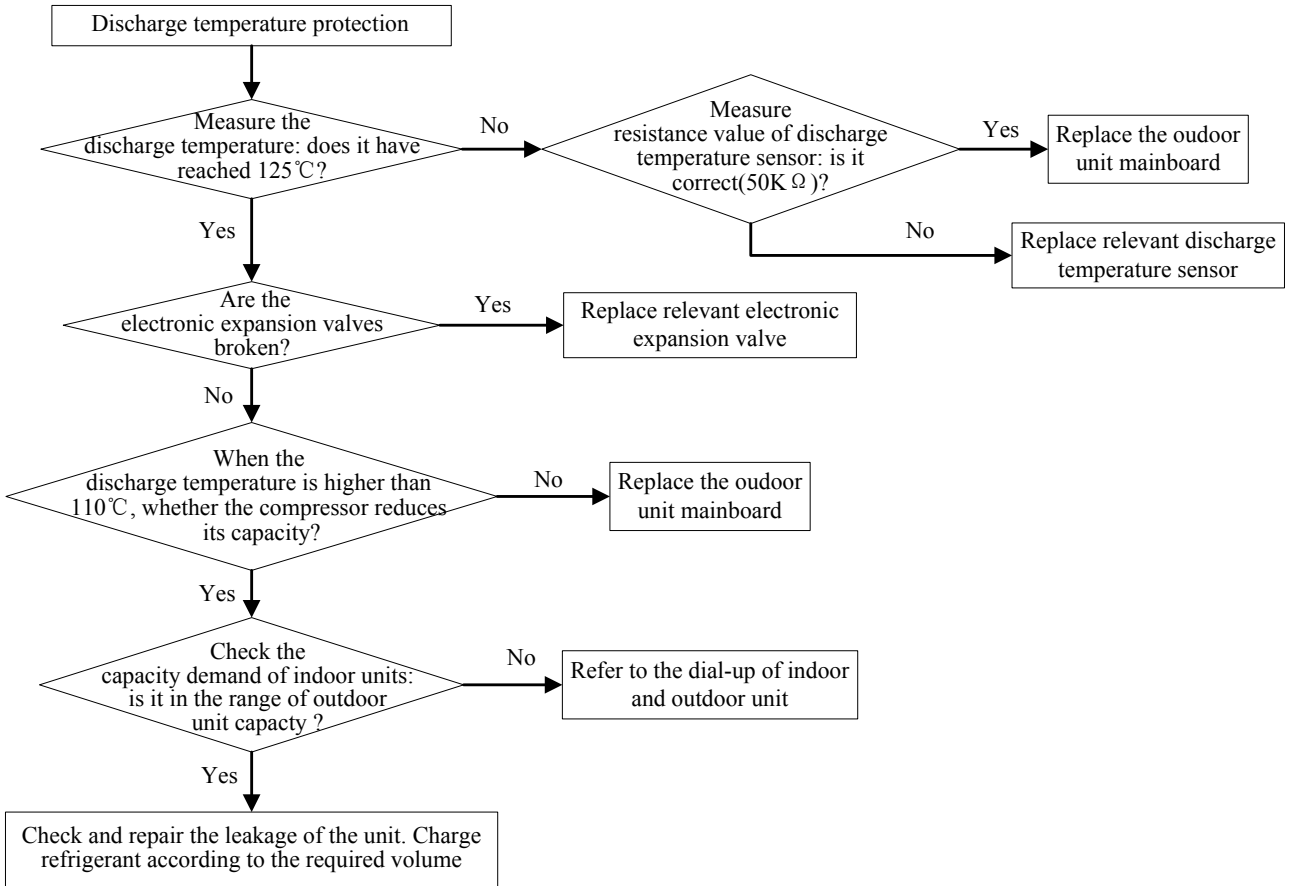 Discharge temperature protection
Measure the
discharge temperature: does it have
reached 125℃?
No
Measure
resistance value of discharge
temperature sensor: is it
correct(50KΩ)?
Yes
Replace the oudoor
unit mainboard
No
Replace relevant discharge
temperature sensor
Yes
Are the
electronic expansion valves
broken?
Yes
Replace relevant electronic
expansion valve
No
When the
discharge temperature is higher than
110℃, whether the compressor reduces
its capacity?
No
Replace the oudoor
unit mainboard
Yes
Check the
capacity demand of indoor units:
is it in the range of outdoor
unit capacty ?
No
Refer to the dial-up of indoor
and outdoor unit
Yes
Check and repair the leakage of the unit. Charge
refrigerant according to the required volume